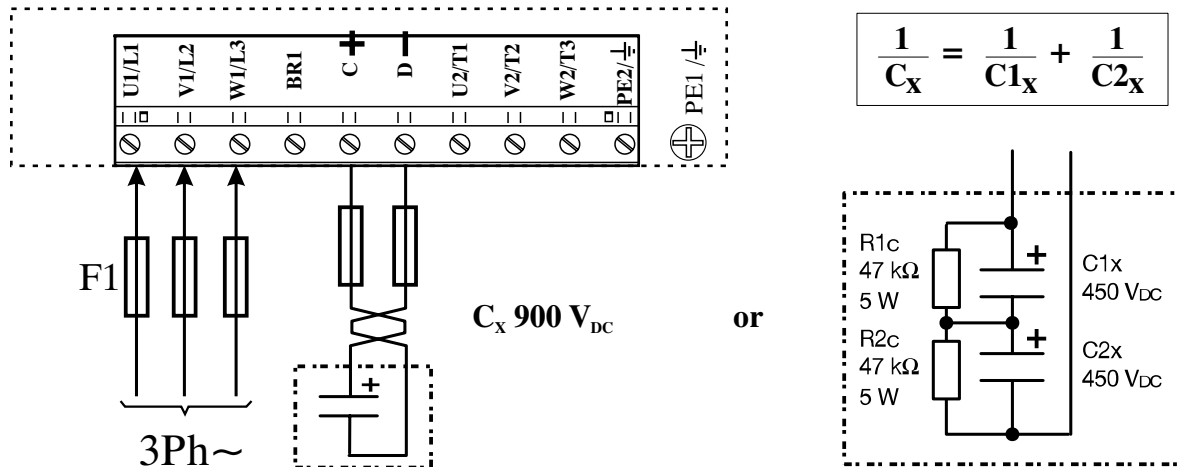 U1/L1
V1/L2
W1/L3
BR1
C +
D −
U2/T1
V2/T2
W2/T3
PE2/⏚
PE1/⏚
F1
3Ph~
+
Cx 900 VDC
or
1/Cx = 1/C1x + 1/C2x
R1c
47 kΩ
5 W
+
C1x
450 VDC
R2c
47 kΩ
5 W
+
C2x
450 VDC